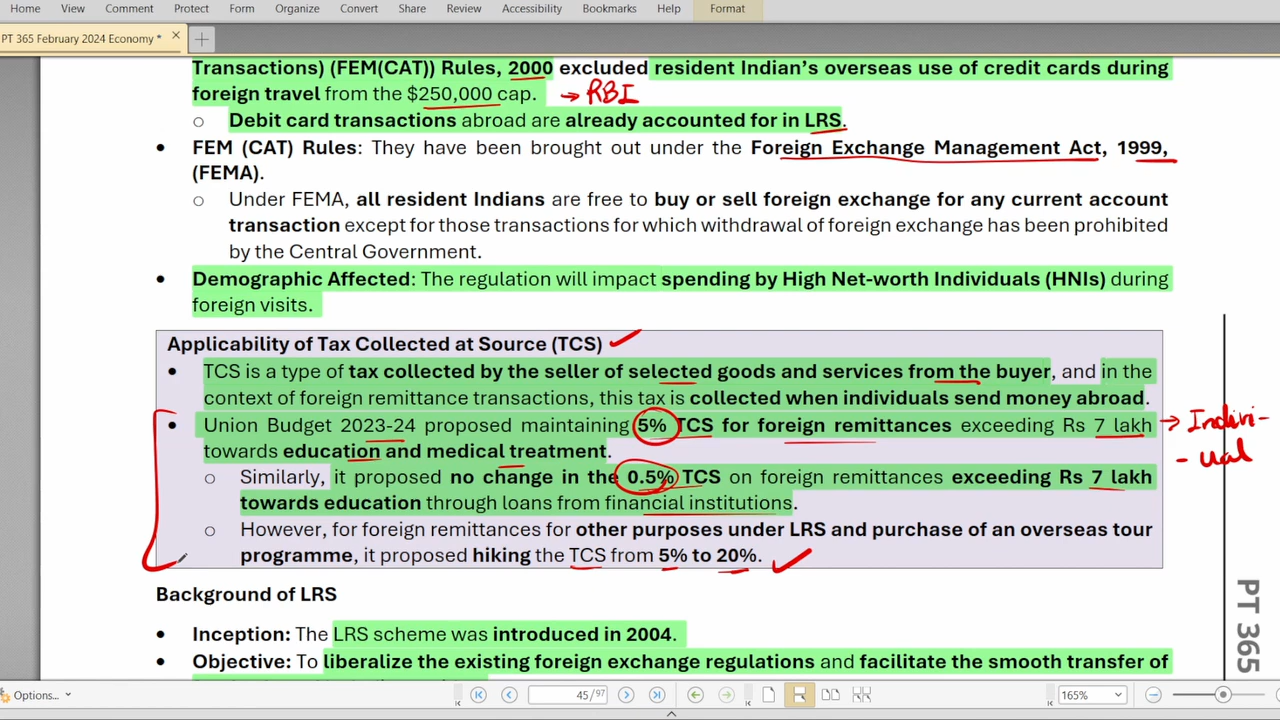 Home View Comment Protect Form Organize Convert Share Review Accessibility Bookmarks Help Format
PT 365 February 2024 Economy *
Transactions) (FEM(CAT)) Rules, 2000 excluded resident Indian's overseas use of credit cards during
foreign travel from the $250,000 cap. → RBI
o Debit card transactions abroad are already accounted for in LRS.
• FEM (CAT) Rules: They have been brought out under the Foreign Exchange Management Act, 1999,
(FEMA).
o Under FEMA, all resident Indians are free to buy or sell foreign exchange for any current account
transaction except for those transactions for which withdrawal of foreign exchange has been prohibited
by the Central Government.
• Demographic Affected: The regulation will impact spending by High Net-worth Individuals (HNIs) during
foreign visits.
Applicability of Tax Collected at Source (TCS)
• TCS is a type of tax collected by the seller of selected goods and services from the buyer, and in the
context of foreign remittance transactions, this tax is collected when individuals send money abroad.
• Union Budget 2023-24 proposed maintaining 5% TCS for foreign remittances exceeding Rs 7 lakh → Indivi-
towards education and medical treatment. - ual
o Similarly, it proposed no change in the 0.5% TCS on foreign remittances exceeding Rs 7 lakh
towards education through loans from financial institutions.
o However, for foreign remittances for other purposes under LRS and purchase of an overseas tour
programme, it proposed hiking the TCS from 5% to 20%.
Background of LRS
• Inception: The LRS scheme was introduced in 2004.
• Objective: To liberalize the existing foreign exchange regulations and facilitate the smooth transfer of
PT 365
Options... 45 / 97 165%